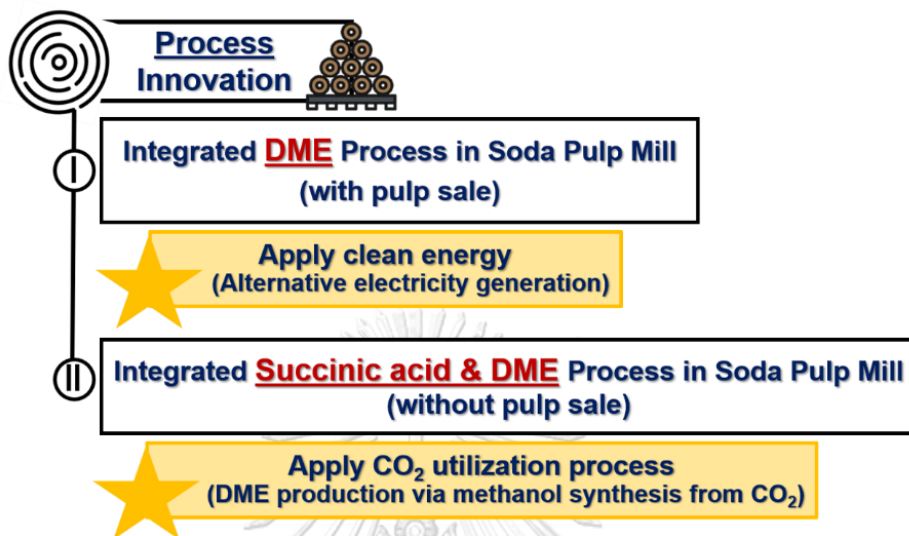 Process
Innovation
I
Integrated DME Process in Soda Pulp Mill
(with pulp sale)
Apply clean energy
(Alternative electricity generation)
II
Integrated Succinic acid & DME Process in Soda Pulp Mill
(without pulp sale)
Apply CO₂ utilization process
(DME production via methanol synthesis from CO₂)